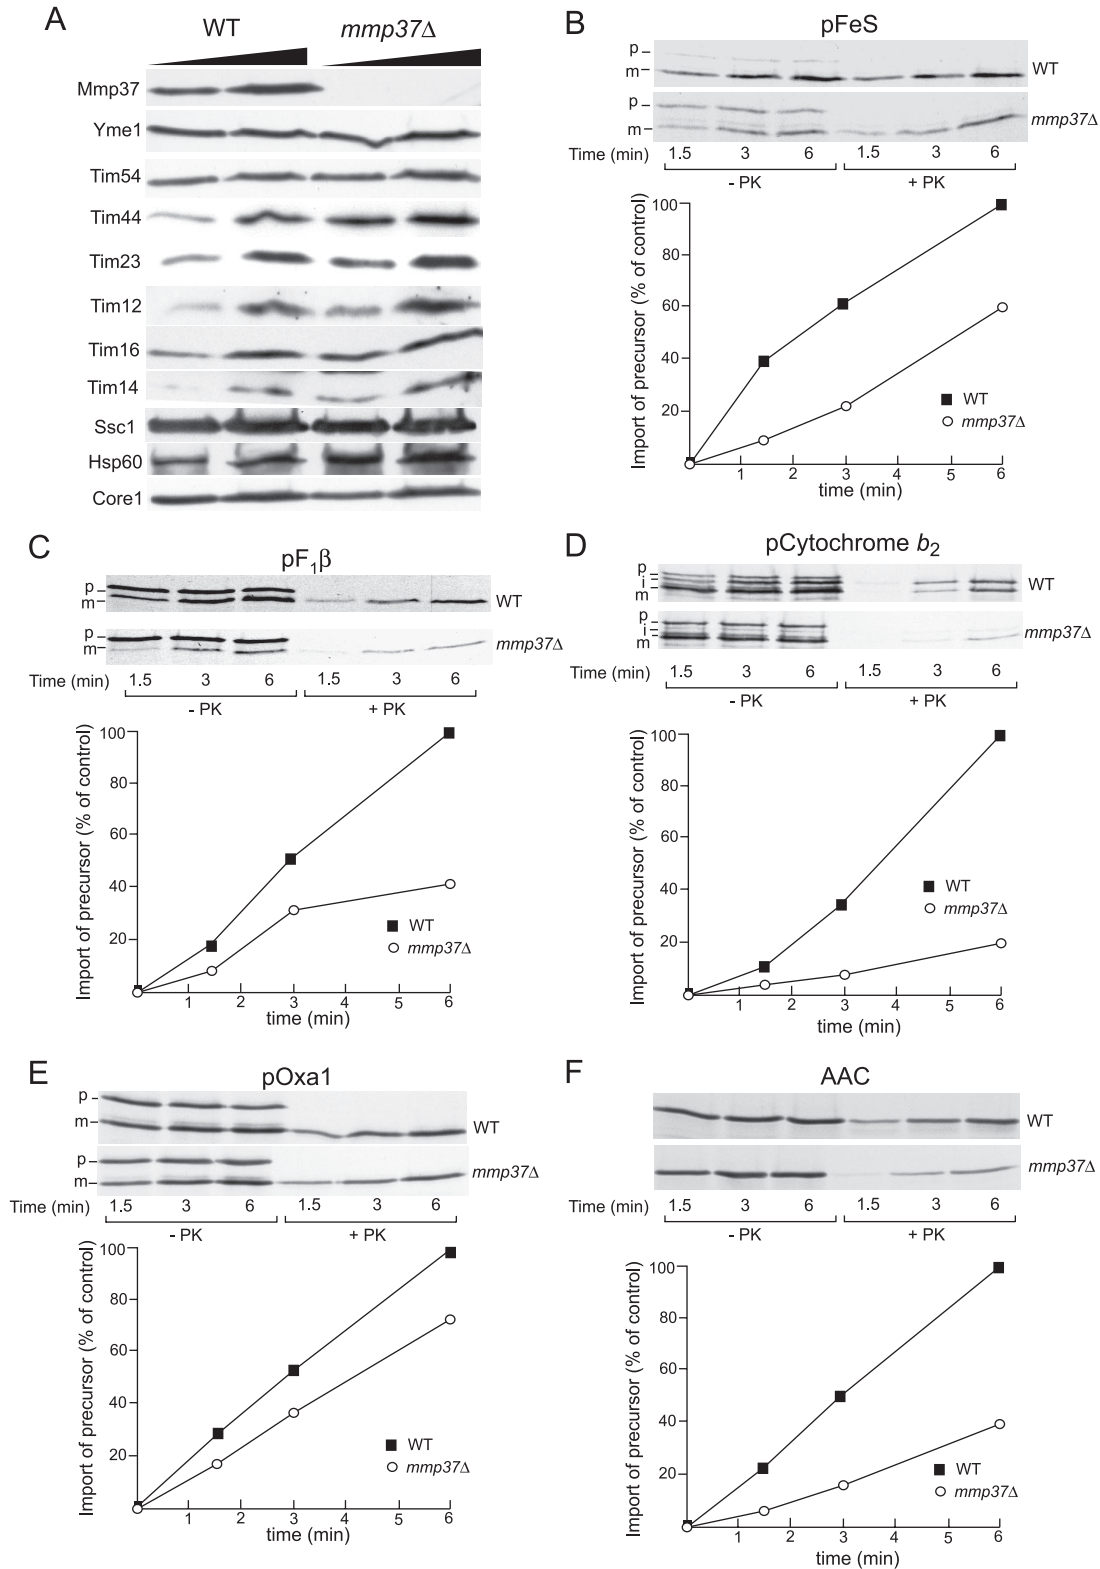 A
WT
mmp37Δ
Mmp37
Yme1
Tim54
Tim44
Tim23
Tim12
Tim16
Tim14
Ssc1
Hsp60
Core1
B
pFeS
p
m
WT
p
m
mmp37Δ
Time (min) 1.5 3 6 1.5 3 6
- PK + PK
Import of precursor (% of control)
100
80
60
40
20
WT
mmp37Δ
1 2 3 4 5 6
time (min)
C
pF1β
p
m
WT
p
m
mmp37Δ
Time (min) 1.5 3 6 1.5 3 6
- PK + PK
Import of precursor (% of control)
100
80
60
40
20
WT
mmp37Δ
1 2 3 4 5 6
time (min)
D
pCytochrome b2
p
i
m
WT
p
i
m
mmp37Δ
Time (min) 1.5 3 6 1.5 3 6
- PK + PK
Import of precursor (% of control)
100
80
60
40
20
WT
mmp37Δ
1 2 3 4 5 6
time (min)
E
pOxa1
p
m
WT
p
m
mmp37Δ
Time (min) 1.5 3 6 1.5 3 6
- PK + PK
Import of precursor (% of control)
100
80
60
40
20
WT
mmp37Δ
1 2 3 4 5 6
time (min)
F
AAC
WT
mmp37Δ
Time (min) 1.5 3 6 1.5 3 6
- PK + PK
Import of precursor (% of control)
100
80
60
40
20
WT
mmp37Δ
1 2 3 4 5 6
time (min)